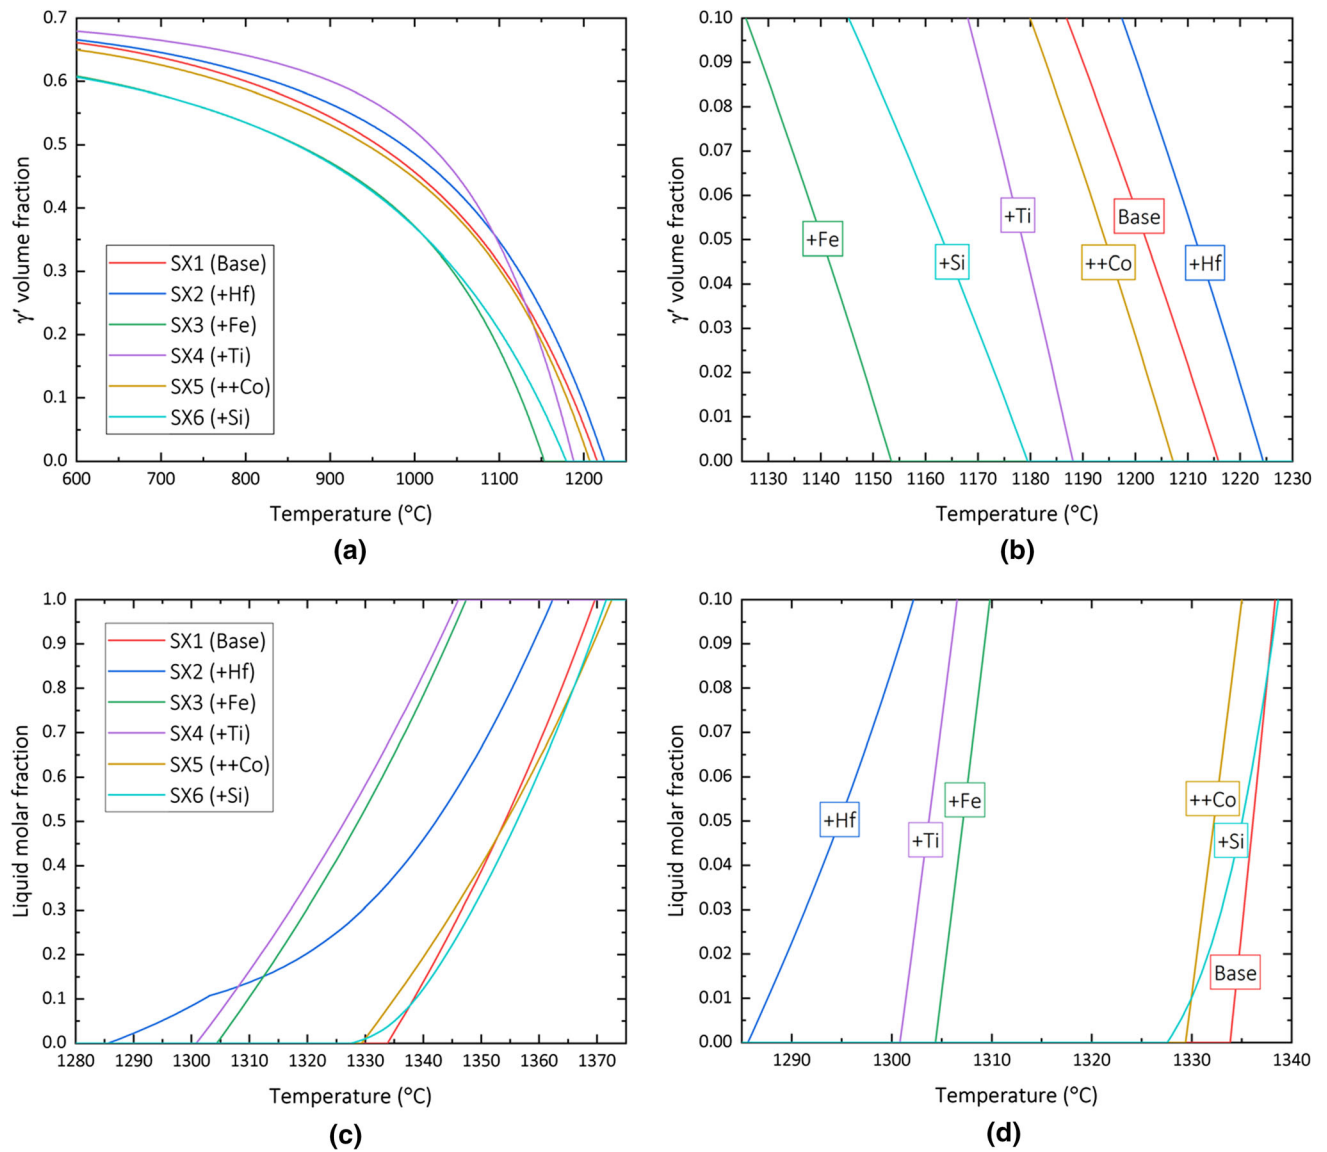 γ′ volume fraction
0.7
0.6
0.5
0.4
0.3
0.2
0.1
0.0
SX1 (Base)
SX2 (+Hf)
SX3 (+Fe)
SX4 (+Ti)
SX5 (++Co)
SX6 (+Si)
600 700 800 900 1000 1100 1200
Temperature (°C)
(a)
γ′ volume fraction
0.10
0.09
0.08
0.07
0.06
0.05
0.04
0.03
0.02
0.01
0.00
+Fe
+Si
+Ti
++Co
Base
+Hf
1130 1140 1150 1160 1170 1180 1190 1200 1210 1220 1230
Temperature (°C)
(b)
Liquid molar fraction
1.0
0.9
0.8
0.7
0.6
0.5
0.4
0.3
0.2
0.1
0.0
SX1 (Base)
SX2 (+Hf)
SX3 (+Fe)
SX4 (+Ti)
SX5 (++Co)
SX6 (+Si)
1280 1290 1300 1310 1320 1330 1340 1350 1360 1370
Temperature (°C)
(c)
Liquid molar fraction
0.10
0.09
0.08
0.07
0.06
0.05
0.04
0.03
0.02
0.01
0.00
+Hf
+Ti
+Fe
++Co
+Si
Base
1290 1300 1310 1320 1330 1340
Temperature (°C)
(d)